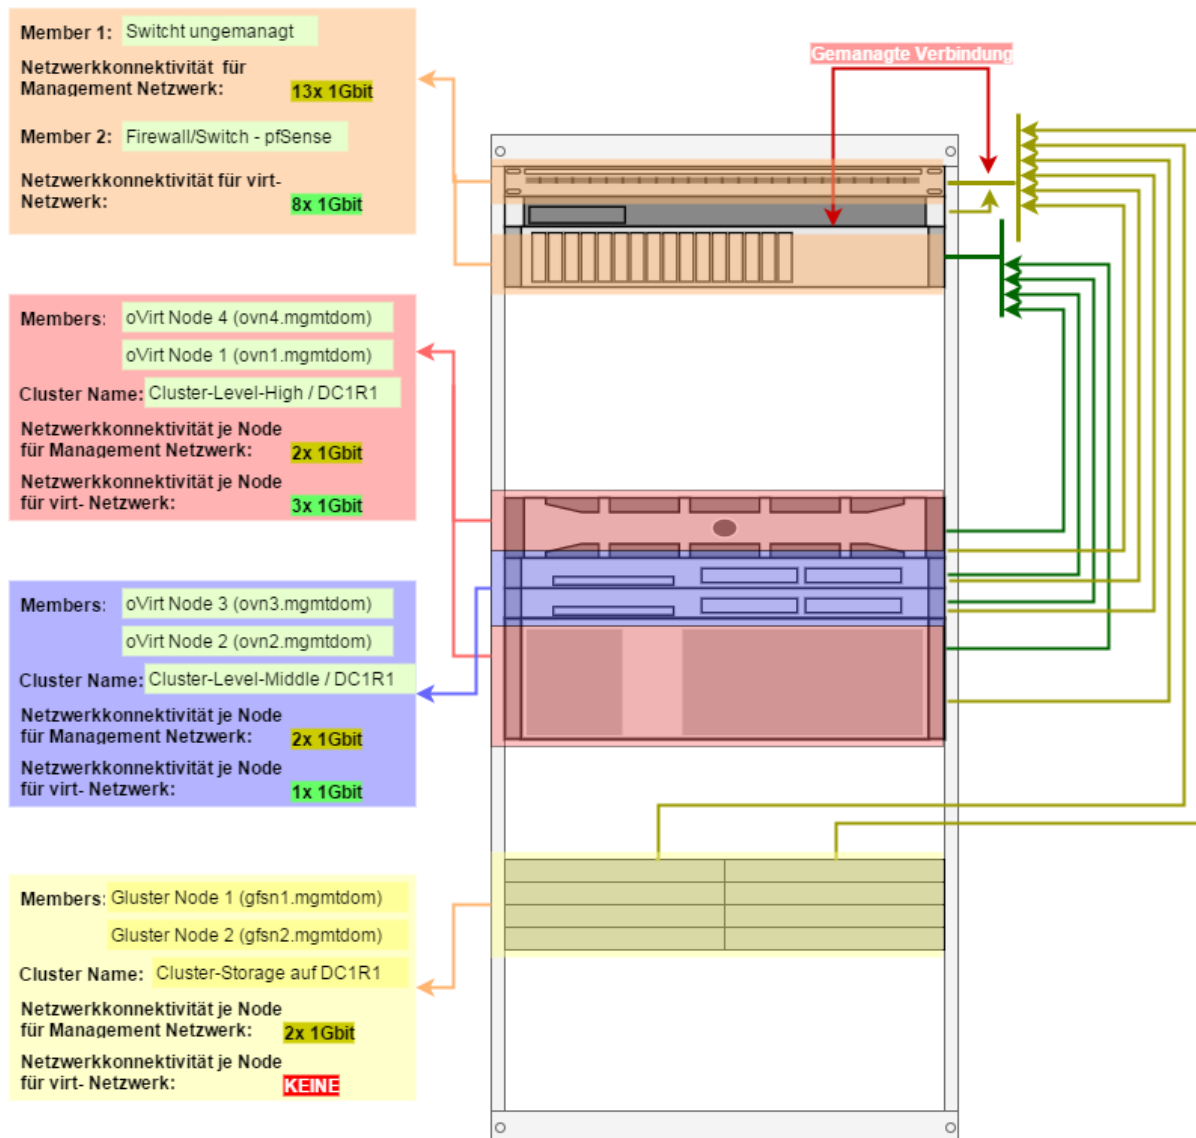 Gemanagte Verbindung
Member 1: Switcht ungemanagt
Netzwerkkonnektivität für
Management Netzwerk: 13x 1Gbit
Member 2: Firewall/Switch - pfSense
Netzwerkkonnektivität für virt-
Netzwerk: 8x 1Gbit
Members: oVirt Node 4 (ovn4.mgmtdom)
oVirt Node 1 (ovn1.mgmtdom)
Cluster Name: Cluster-Level-High / DC1R1
Netzwerkkonnektivität je Node
für Management Netzwerk: 2x 1Gbit
Netzwerkkonnektivität je Node
für virt- Netzwerk: 3x 1Gbit
Members: oVirt Node 3 (ovn3.mgmtdom)
oVirt Node 2 (ovn2.mgmtdom)
Cluster Name: Cluster-Level-Middle / DC1R1
Netzwerkkonnektivität je Node
für Management Netzwerk: 2x 1Gbit
Netzwerkkonnektivität je Node
für virt- Netzwerk: 1x 1Gbit
Members: Gluster Node 1 (gfsn1.mgmtdom)
Gluster Node 2 (gfsn2.mgmtdom)
Cluster Name: Cluster-Storage auf DC1R1
Netzwerkkonnektivität je Node
für Management Netzwerk: 2x 1Gbit
Netzwerkkonnektivität je Node
für virt- Netzwerk: KEINE